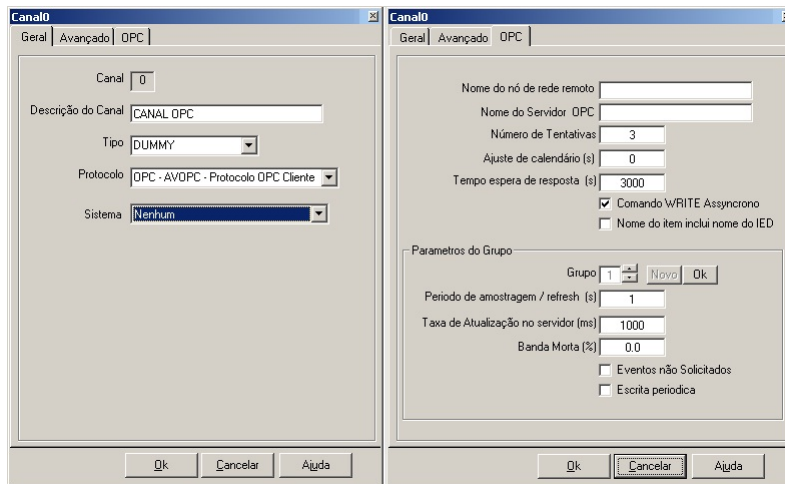 Canal0
Geral Avançado OPC
Canal 0
Descrição do Canal CANAL OPC
Tipo DUMMY
Protocolo OPC - AVOPC - Protocolo OPC Cliente
Sistema Nenhum
Ok Cancelar Ajuda
Canal0
Geral Avançado OPC
Nome do nó de rede remoto
Nome do Servidor OPC
Número de Tentativas 3
Ajuste de calendário (s) 0
Tempo espera de resposta (s) 3000
Comando WRITE Assyncrono
Nome do item inclui nome do IED
Parametros do Grupo
Grupo 1 Novo Ok
Periodo de amostragem / refresh (s) 1
Taxa de Atualização no servidor (ms) 1000
Banda Morta (%) 0.0
Eventos não Solicitados
Escrita periodica
Ok Cancelar Ajuda